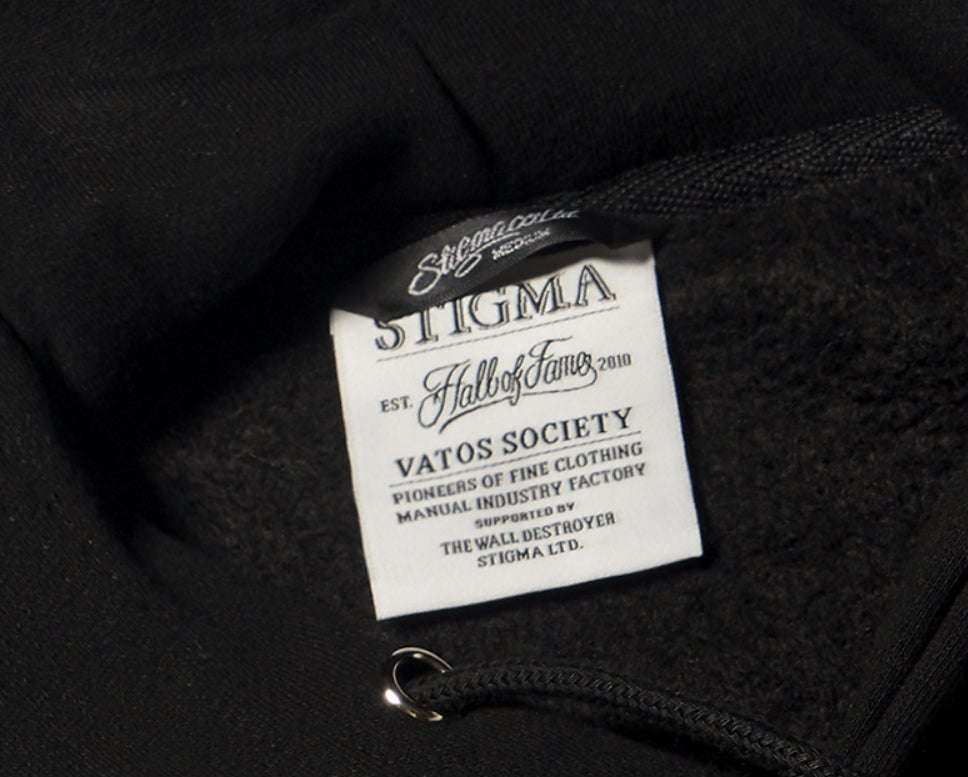 Stigma
MEDIUM
STIGMA
EST. Hall of Fame 2010
VATOS SOCIETY
PIONEERS OF FINE CLOTHING
MANUAL INDUSTRY FACTORY
SUPPORTED BY
THE WALL DESTROYER
STIGMA LTD.